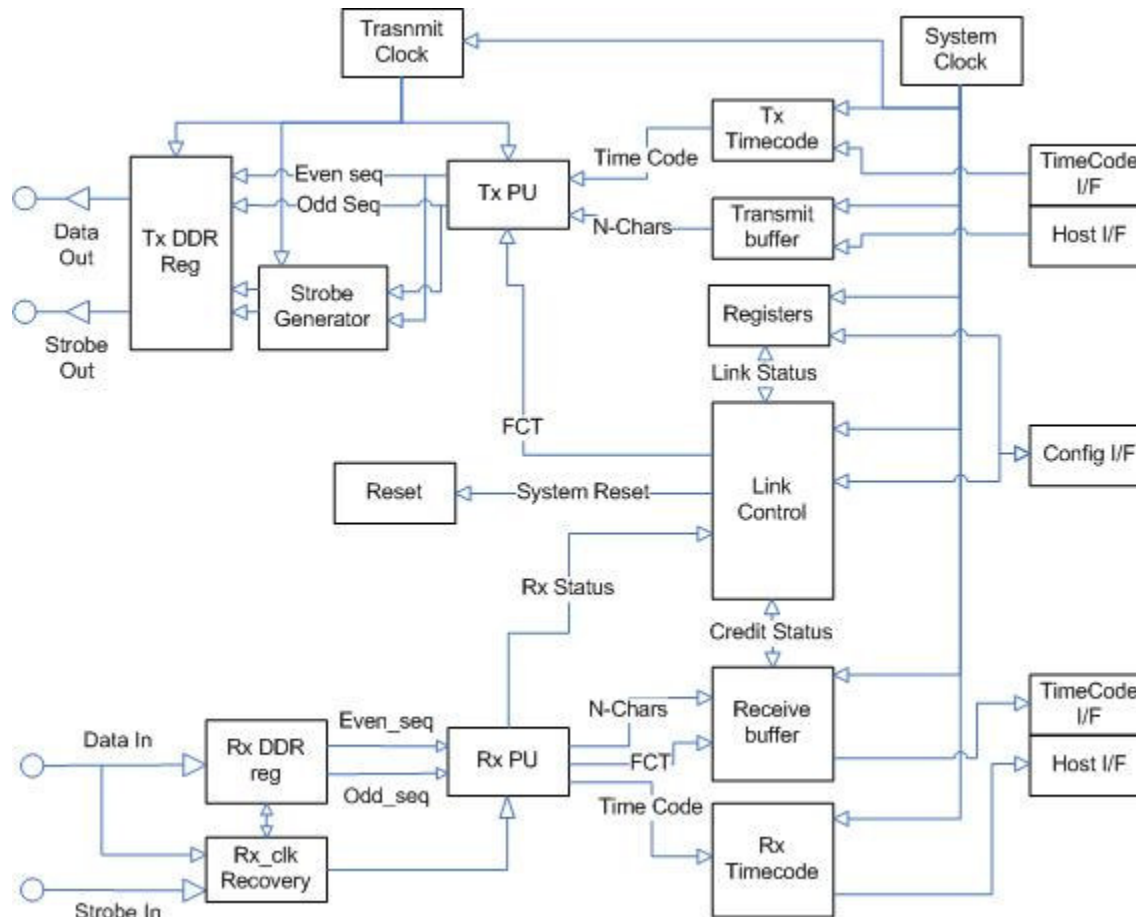 Trasnmit
Clock
System
Clock
Tx
Timecode
Time Code
TimeCode
I/F
Even seq
Tx PU
Odd Seq
N-Chars
Transmit
buffer
Host I/F
Data
Out
Tx DDR
Reg
Strobe
Generator
Registers
Strobe
Out
Link Status
FCT
Config I/F
Reset
System Reset
Link
Control
Rx Status
Credit Status
TimeCode
I/F
N-Chars
Receive
buffer
Even_seq
Data In
Rx DDR
reg
Rx PU
FCT
Host I/F
Odd_seq
Time Code
Rx_clk
Recovery
Rx
Timecode
Strobe In